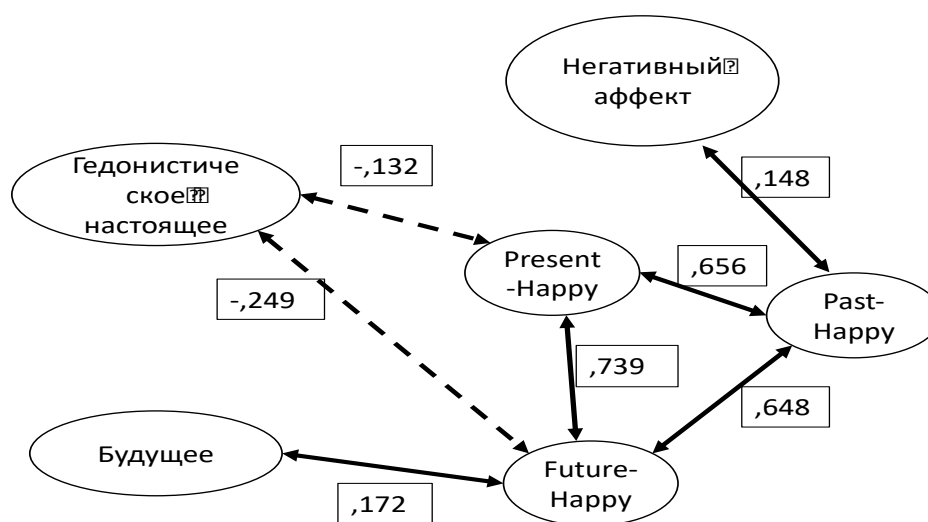 Негативный
аффект
Гедонистиче
ское
настоящее
-,132
,148
Present
-Happy
,656
Past-
Happy
-,249
,739
,648
Будущее
Future-
Happy
,172